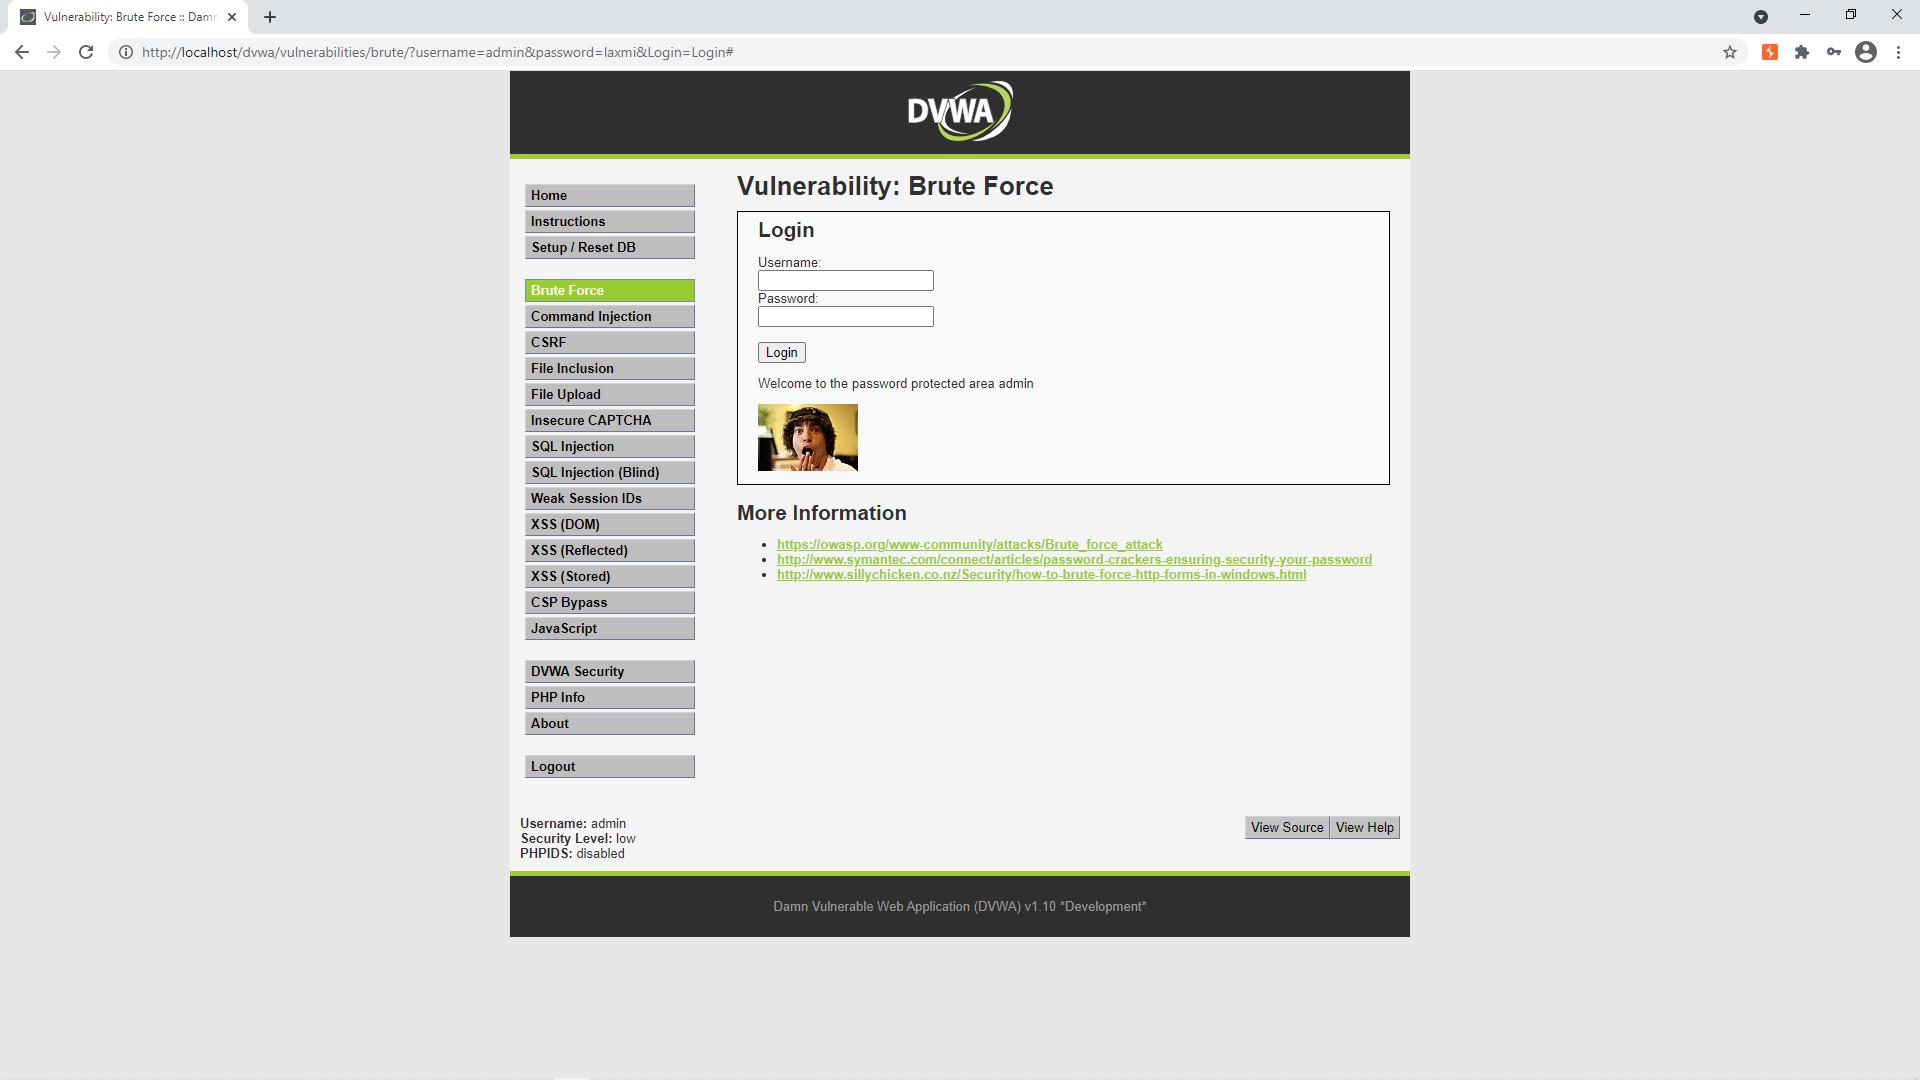 Vulnerability: Brute Force :: Damn
http://localhost/dvwa/vulnerabilities/brute/?username=admin&password=laxmi&Login=Login#
DVWA
Home
Instructions
Setup / Reset DB
Brute Force
Command Injection
CSRF
File Inclusion
File Upload
Insecure CAPTCHA
SQL Injection
SQL Injection (Blind)
Weak Session IDs
XSS (DOM)
XSS (Reflected)
XSS (Stored)
CSP Bypass
JavaScript
DVWA Security
PHP Info
About
Logout
Vulnerability: Brute Force
Login
Username:
Password:
Login
Welcome to the password protected area admin
More Information
• https://owasp.org/www-community/attacks/Brute_force_attack
• http://www.symantec.com/connect/articles/password-crackers-ensuring-security-your-password
• http://www.sillychicken.co.nz/Security/how-to-brute-force-http-forms-in-windows.html
Username: admin
Security Level: low
PHPIDS: disabled
View Source View Help
Damn Vulnerable Web Application (DVWA) v1.10 *Development*